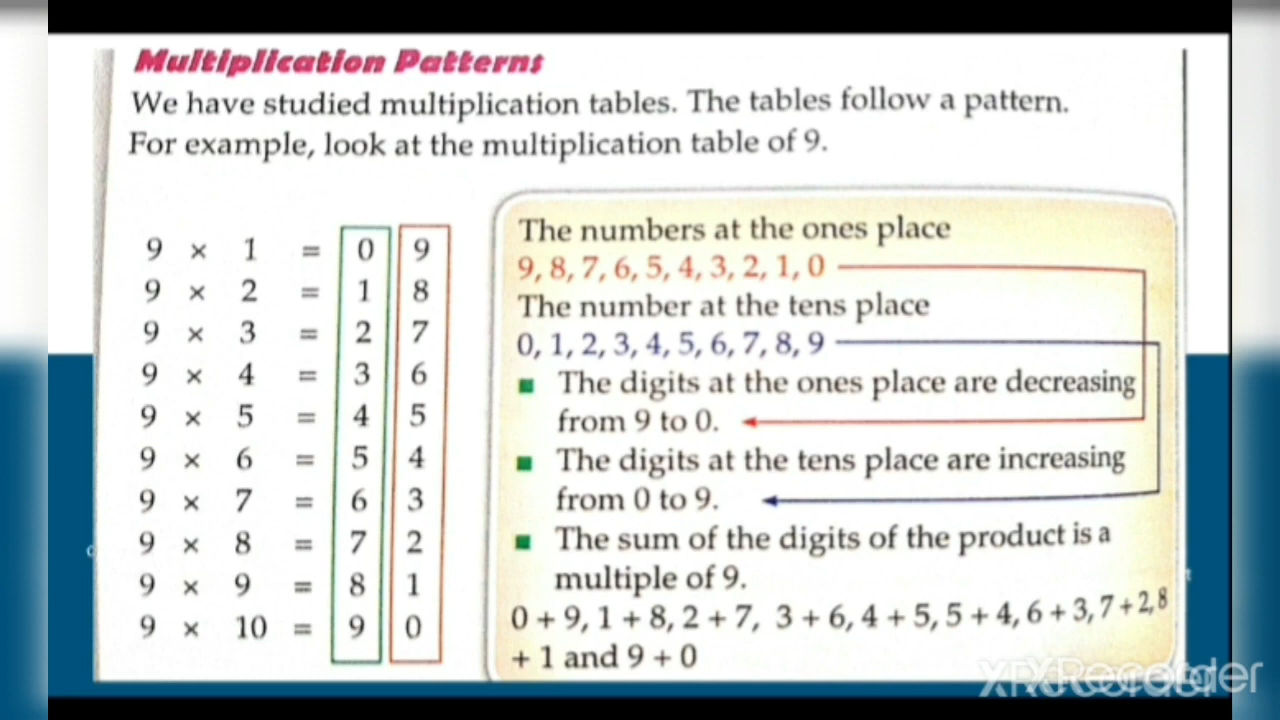 Multiplication Patterns
We have studied multiplication tables. The tables follow a pattern.
For example, look at the multiplication table of 9.
9 × 1 = 0 9
9 × 2 = 1 8
9 × 3 = 2 7
9 × 4 = 3 6
9 × 5 = 4 5
9 × 6 = 5 4
9 × 7 = 6 3
9 × 8 = 7 2
9 × 9 = 8 1
9 × 10 = 9 0
The numbers at the ones place
9, 8, 7, 6, 5, 4, 3, 2, 1, 0
The number at the tens place
0, 1, 2, 3, 4, 5, 6, 7, 8, 9
The digits at the ones place are decreasing
from 9 to 0.
The digits at the tens place are increasing
from 0 to 9.
The sum of the digits of the product is a
multiple of 9.
0 + 9, 1 + 8, 2 + 7, 3 + 6, 4 + 5, 5 + 4, 6 + 3, 7 + 2, 8
+ 1 and 9 + 0